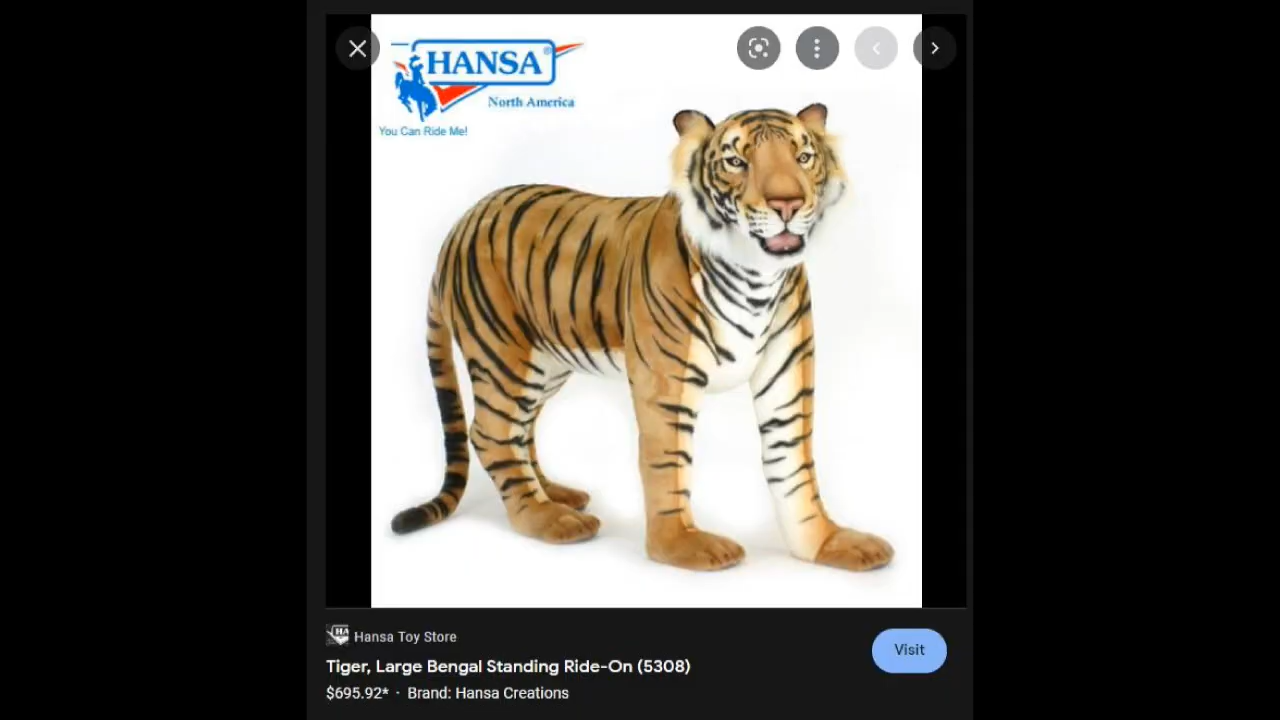 HANSA®
North America
You Can Ride Me!
HA
Hansa Toy Store
Tiger, Large Bengal Standing Ride-On (5308)
$695.92* · Brand: Hansa Creations
Visit